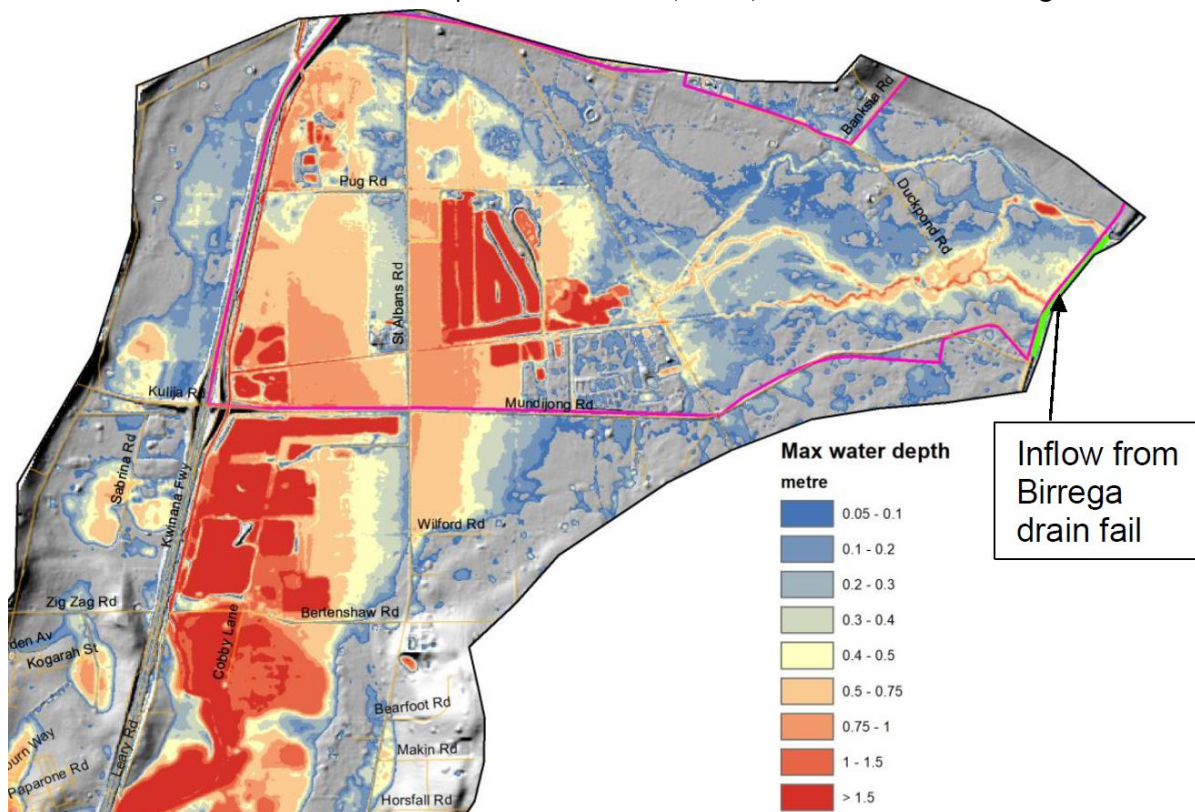 Banksia Rd
Pug Rd
Duckpond Rd
St Albans Rd
Kulija Rd
Mundijong Rd
Sabrina Rd
Kwinana Fwy
Wilford Rd
Zig Zag Rd
Bertenshaw Rd
Cobby Lane
den Av
Kogarah St
Bearfoot Rd
Leary Rd
Makin Rd
urn Way
Paparone Rd
Horsfall Rd
Max water depth
metre
0.05 - 0.1
0.1 - 0.2
0.2 - 0.3
0.3 - 0.4
0.4 - 0.5
0.5 - 0.75
0.75 - 1
1 - 1.5
> 1.5
Inflow from
Birrega
drain fail